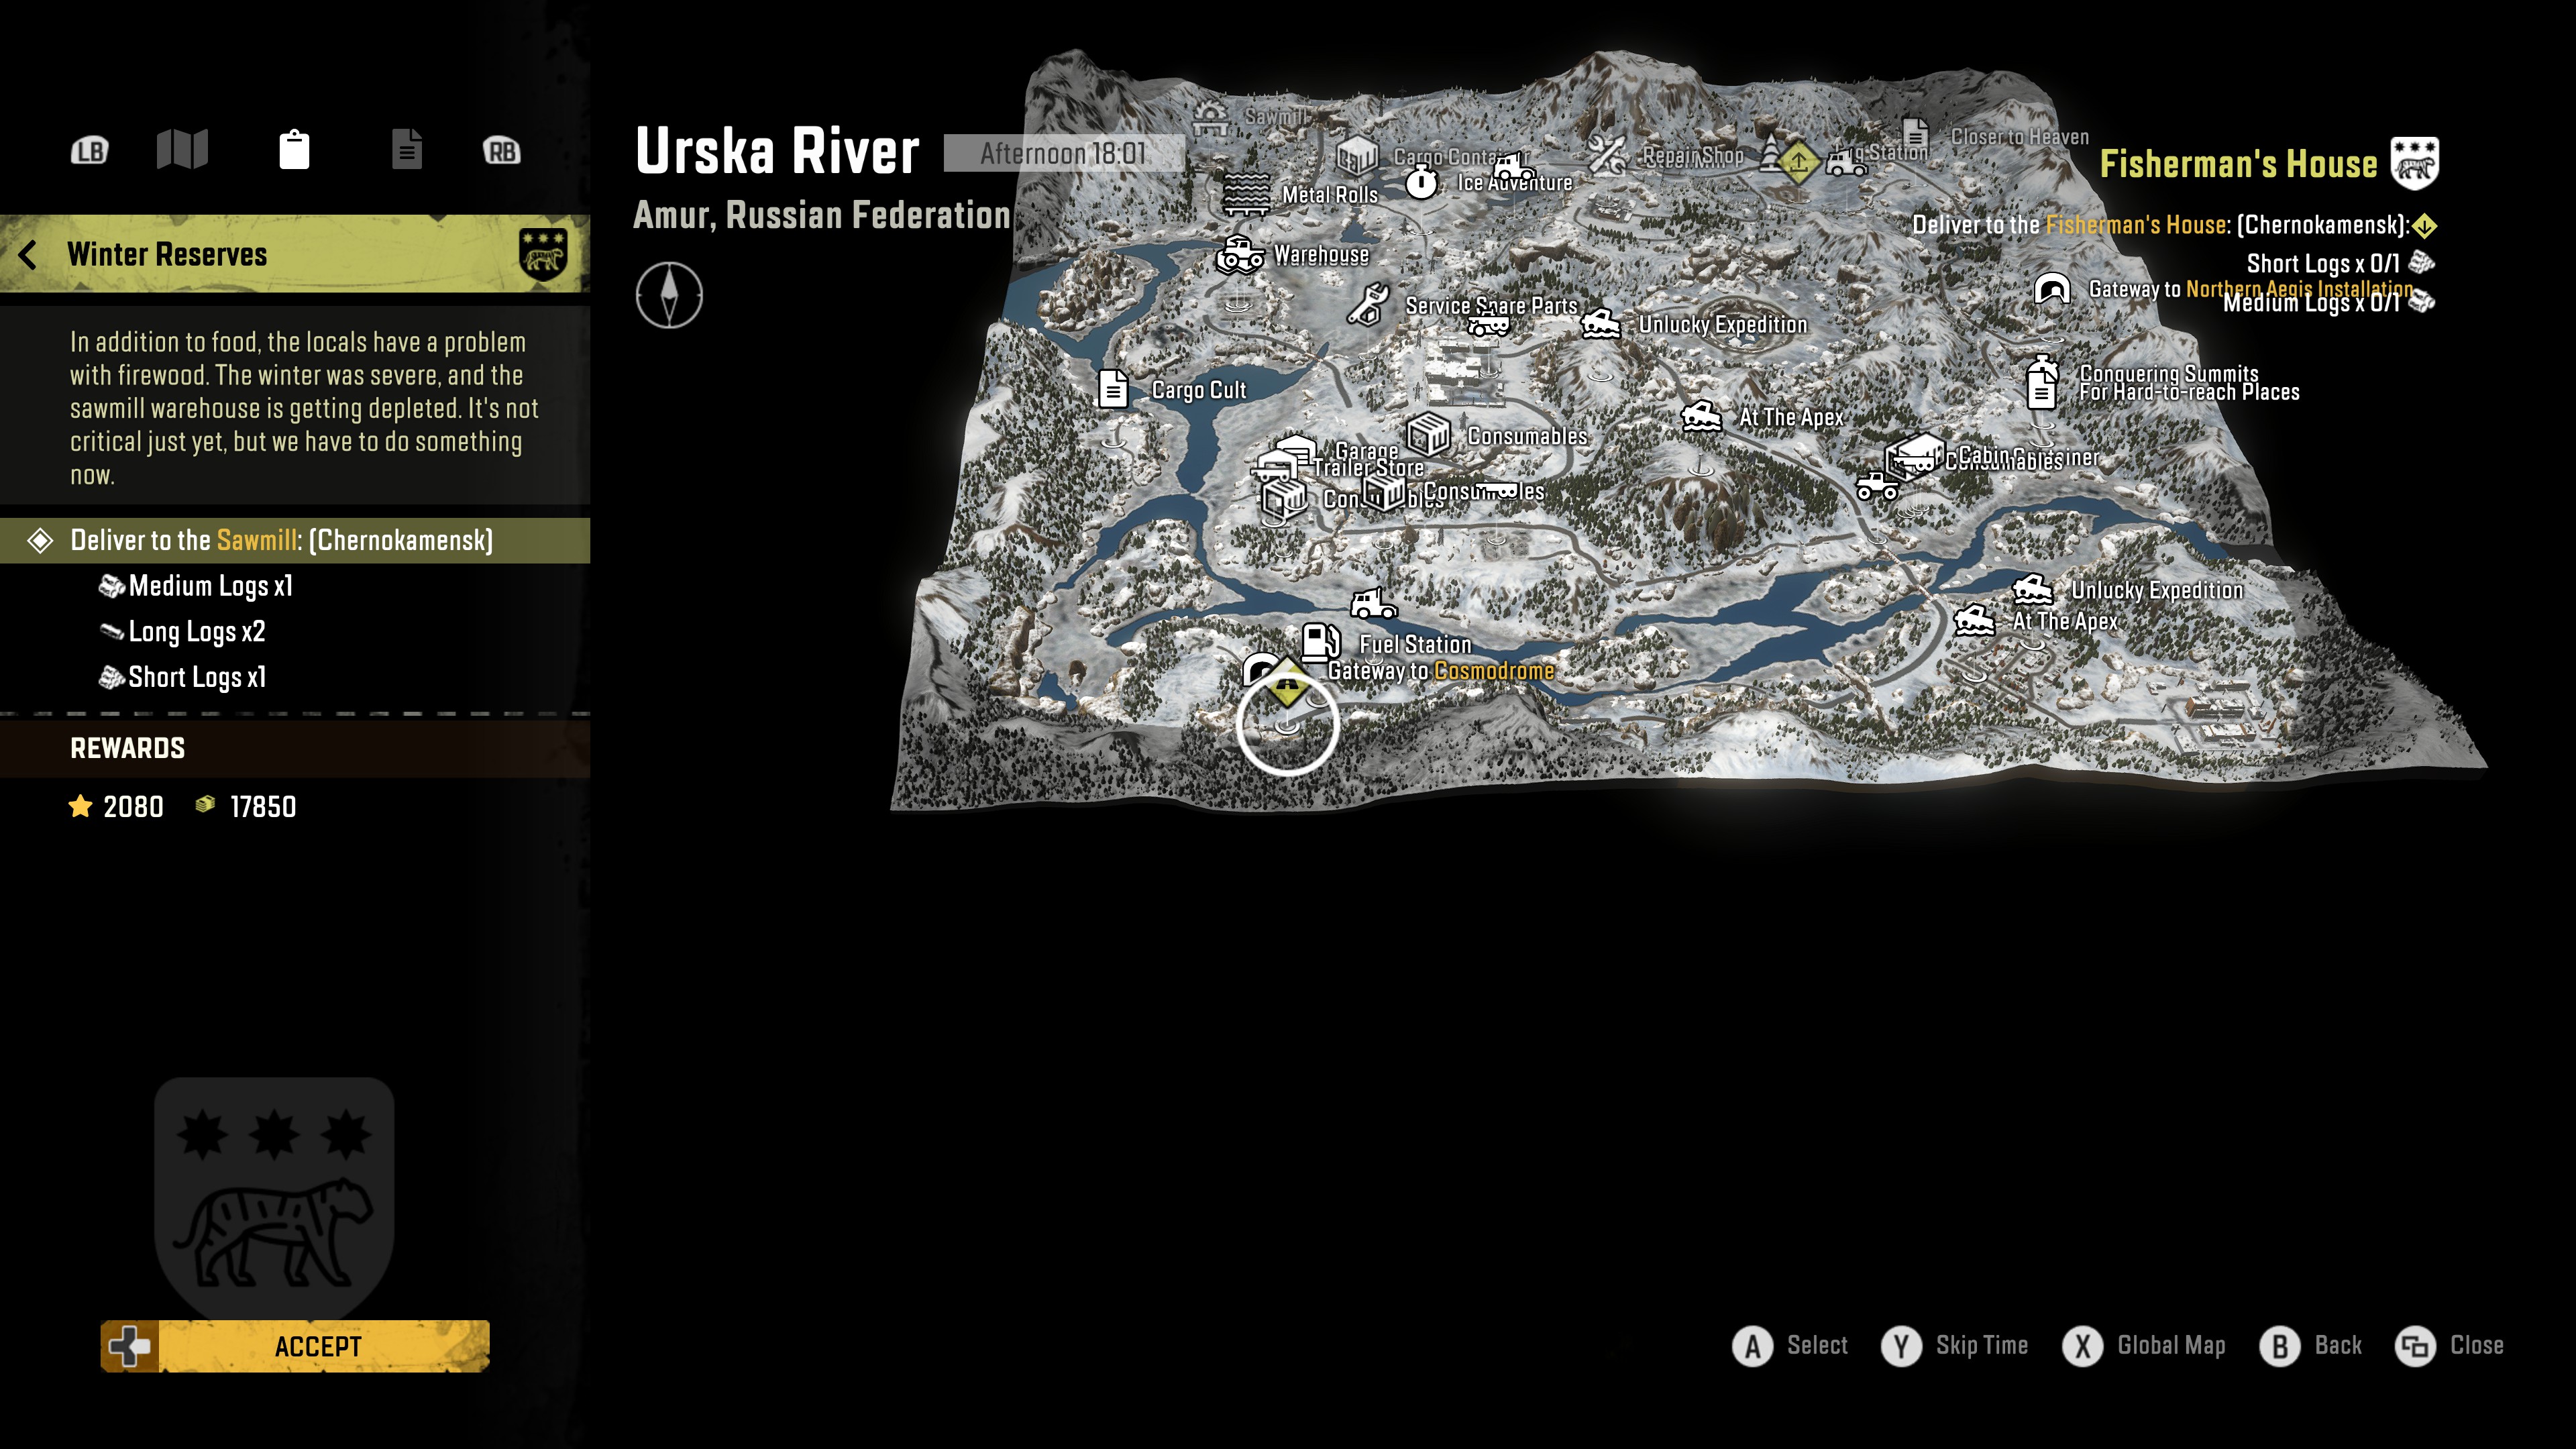 LB
RB
Winter Reserves
In addition to food, the locals have a problem
with firewood. The winter was severe, and the
sawmill warehouse is getting depleted. It's not
critical just yet, but we have to do something
now.
Deliver to the Sawmill: (Chernokamensk)
Medium Logs x1
Long Logs x2
Short Logs x1
REWARDS
2080
17850
ACCEPT
Urska River
Afternoon 18:01
Amur, Russian Federation
Sawmill
Closer to Heaven
Cargo
Repair Shop
Station
Ice Adventure
Metal Rolls
Warehouse
Service Spare Parts
Unlucky Expedition
Cargo Cult
At The Apex
Consumables
Garage
Trailer Store
Fuel Station
Gateway to Cosmodrome
Unlucky Expedition
At The Apex
Conquering Summits
For Hard-to-reach Places
Fisherman's House
Deliver to the Fisherman's House: (Chernokamensk):
Short Logs x 0/1
Gateway to Northern Aegis Installation
Medium Logs x 0/1
A Select
Y Skip Time
X Global Map
B Back
Close